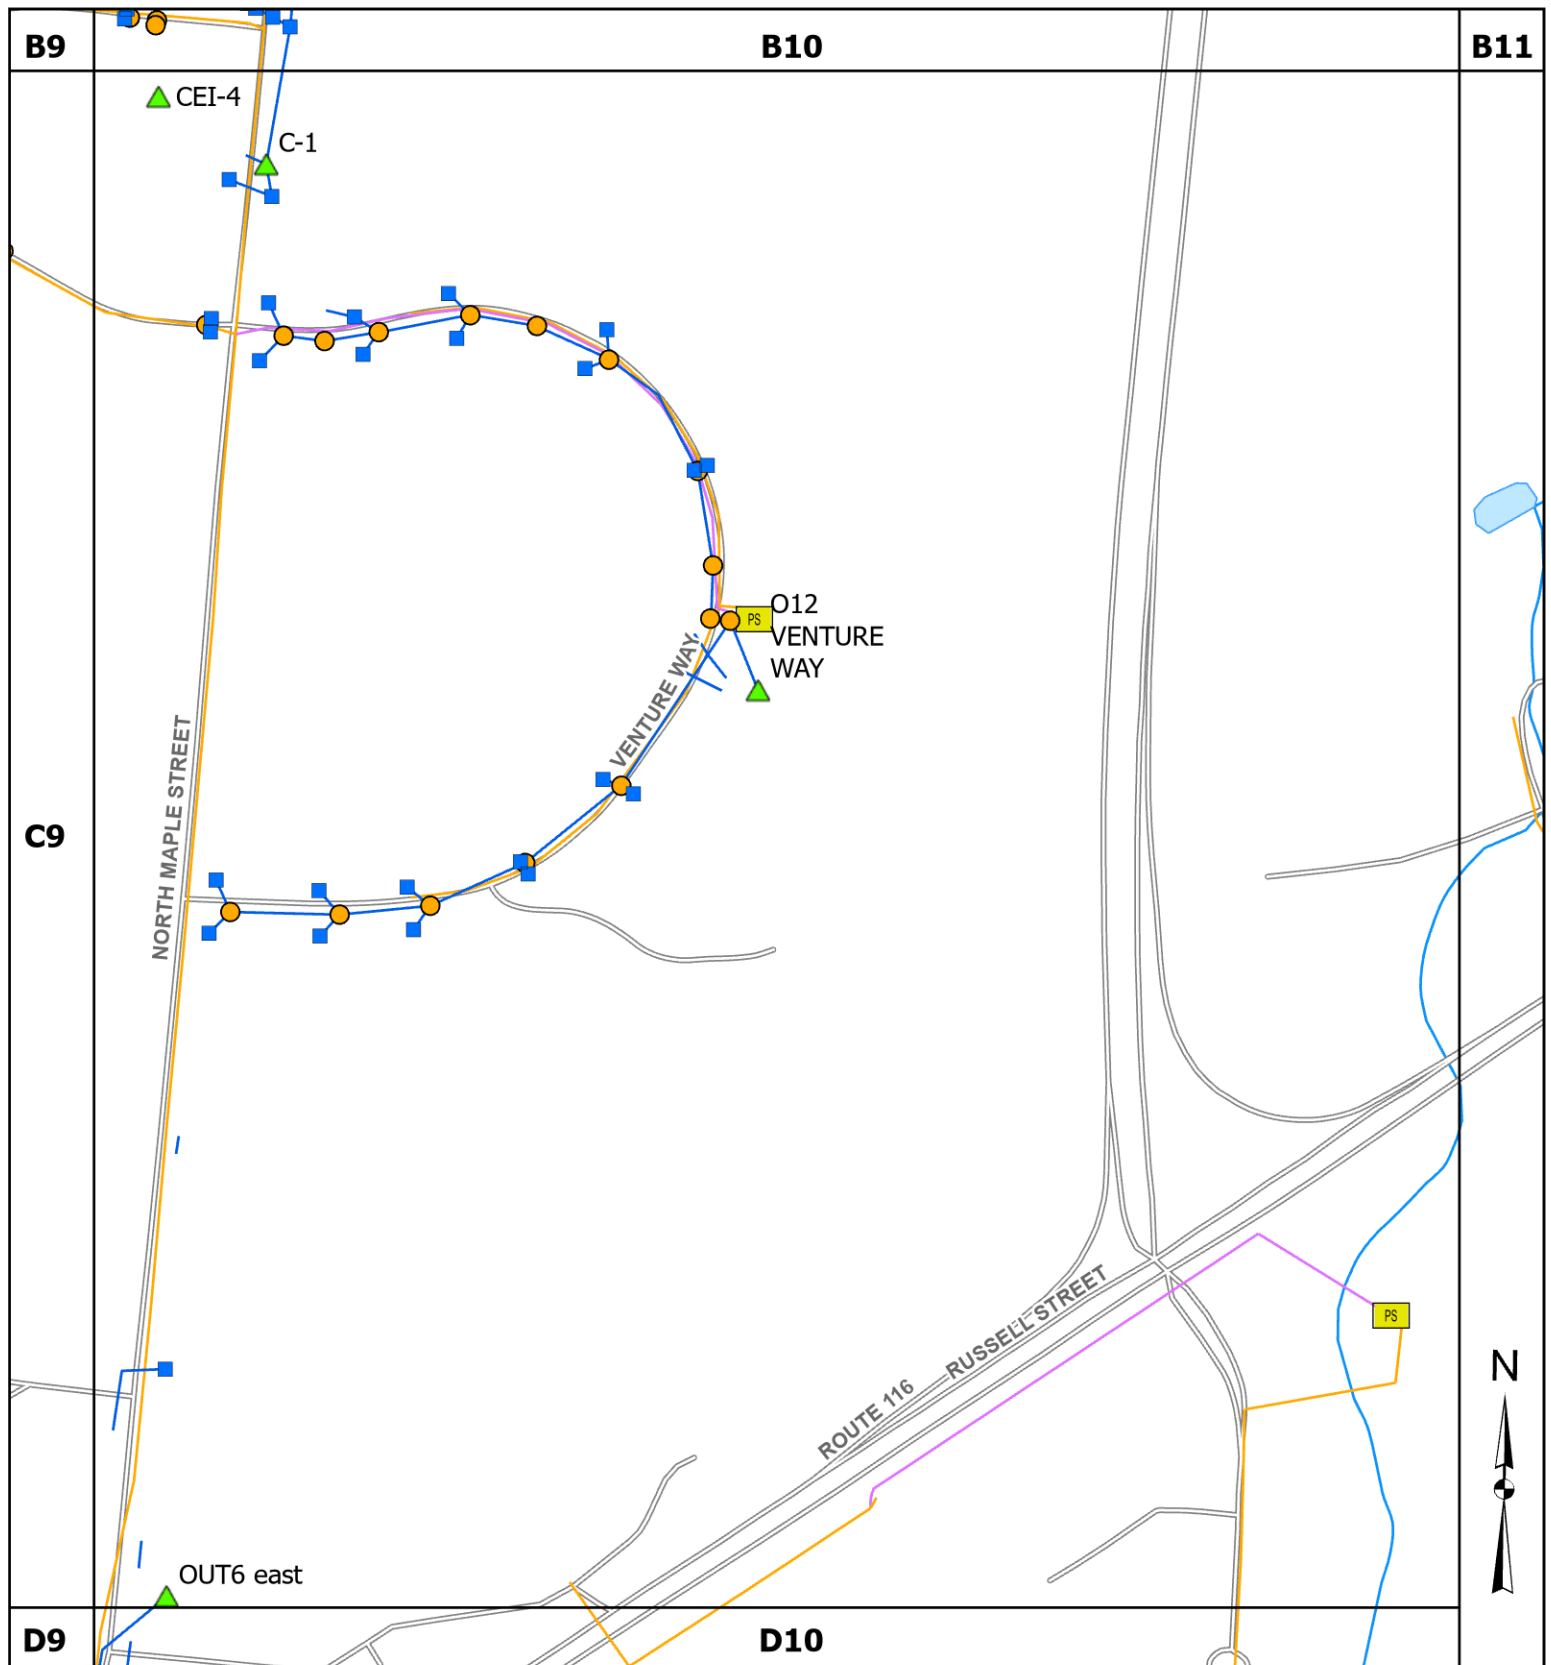 B9
B10
B11
CEI-4
C-1
O12
VENTURE
WAY
PS
VENTURE WAY
NORTH MAPLE STREET
C9
RUSSELL STREET
ROUTE 116
PS
N
OUT6 east
D9
D10